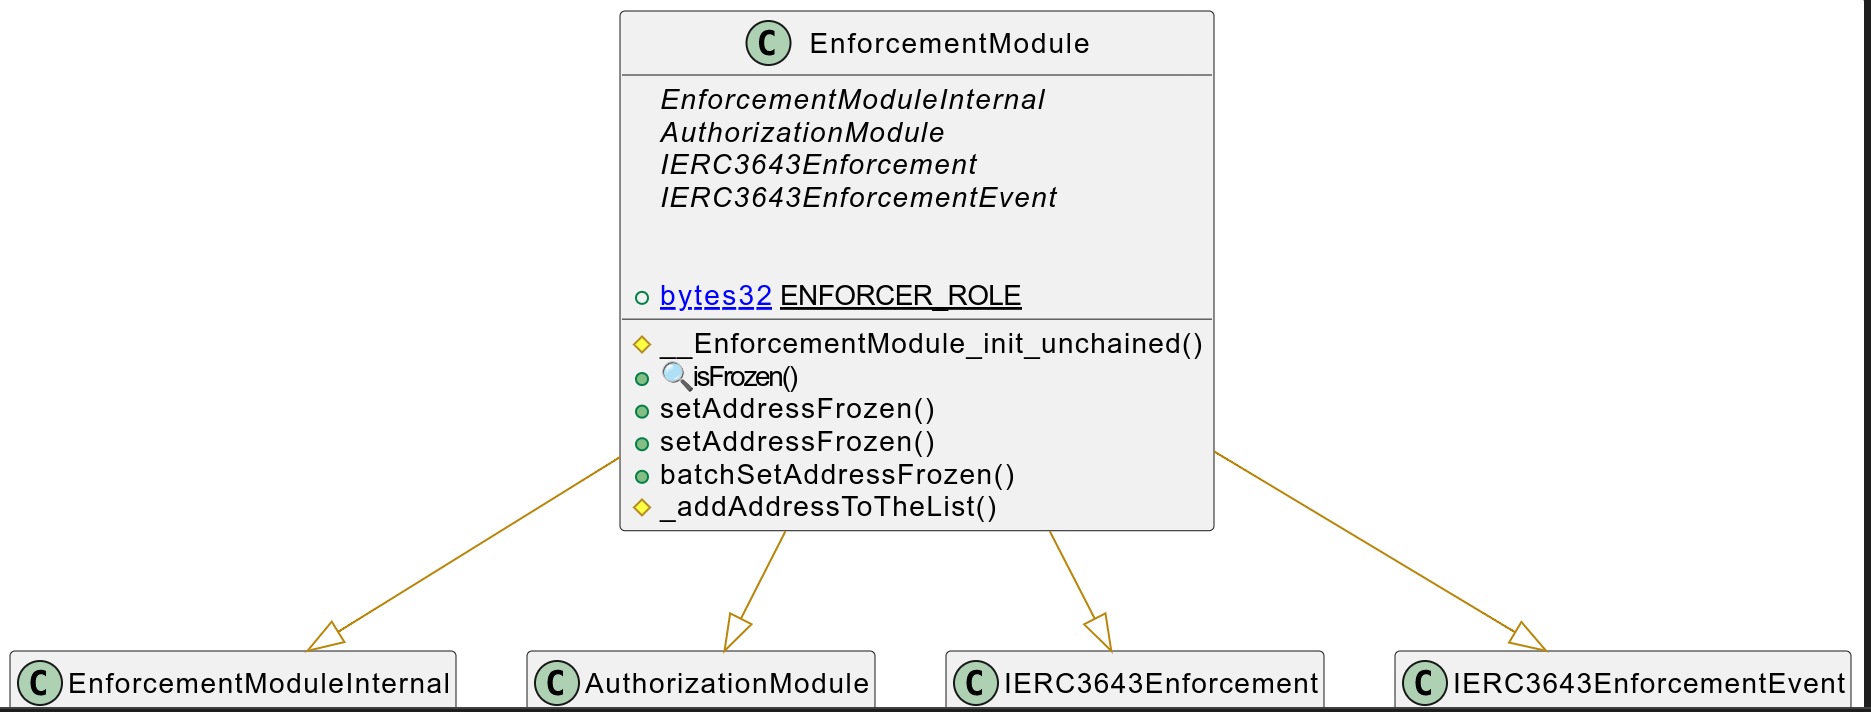 C EnforcementModule
EnforcementModuleInternal
AuthorizationModule
IERC3643Enforcement
IERC3643EnforcementEvent
bytes32 ENFORCER_ROLE
__EnforcementModule_init_unchained()
🔍isFrozen()
setAddressFrozen()
setAddressFrozen()
batchSetAddressFrozen()
_addAddressToTheList()
C EnforcementModuleInternal
C AuthorizationModule
C IERC3643Enforcement
C IERC3643EnforcementEvent